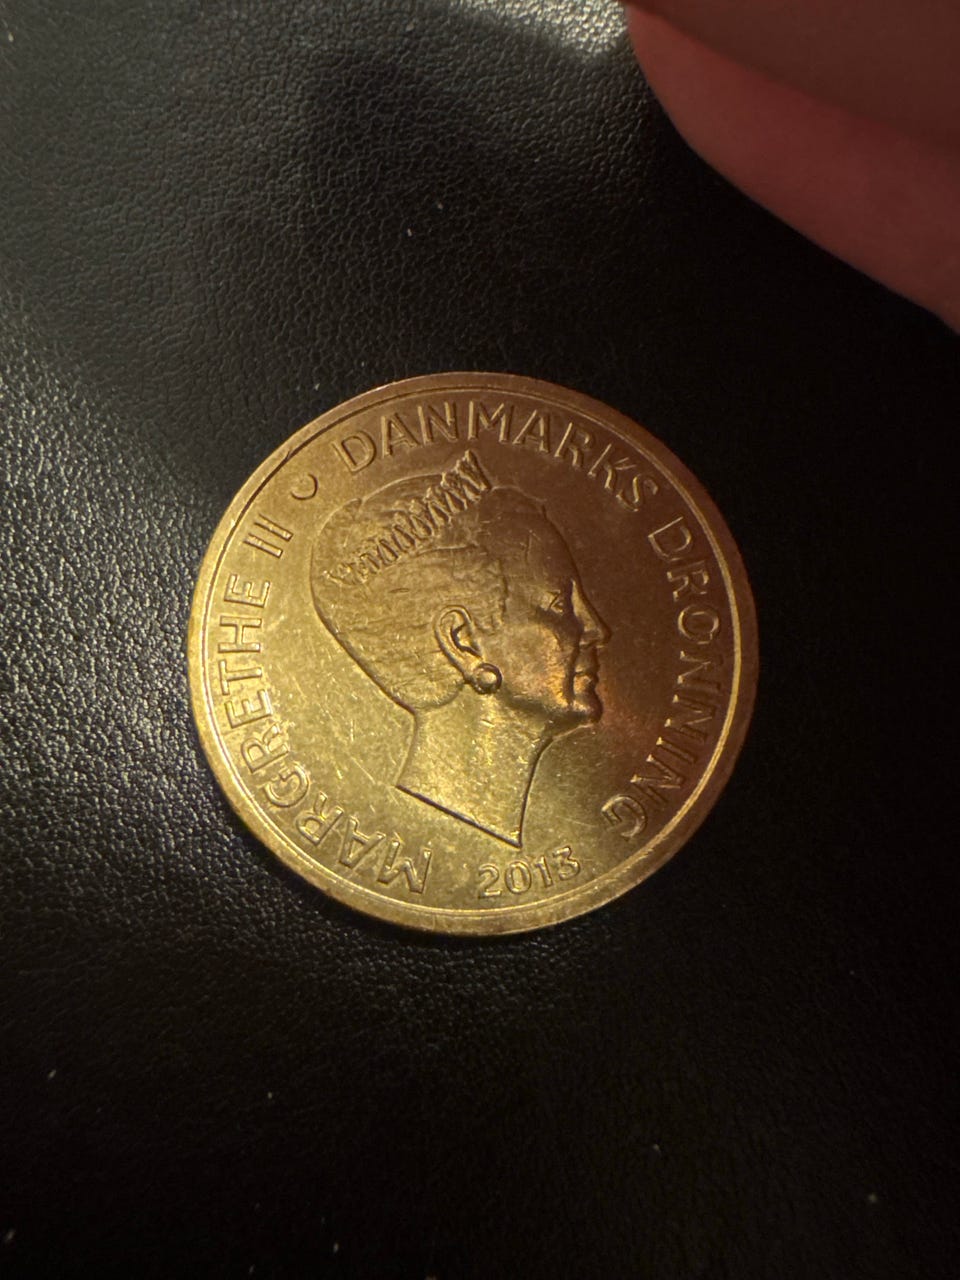 MARGRETHE II DANMARKS DRONNING
2013